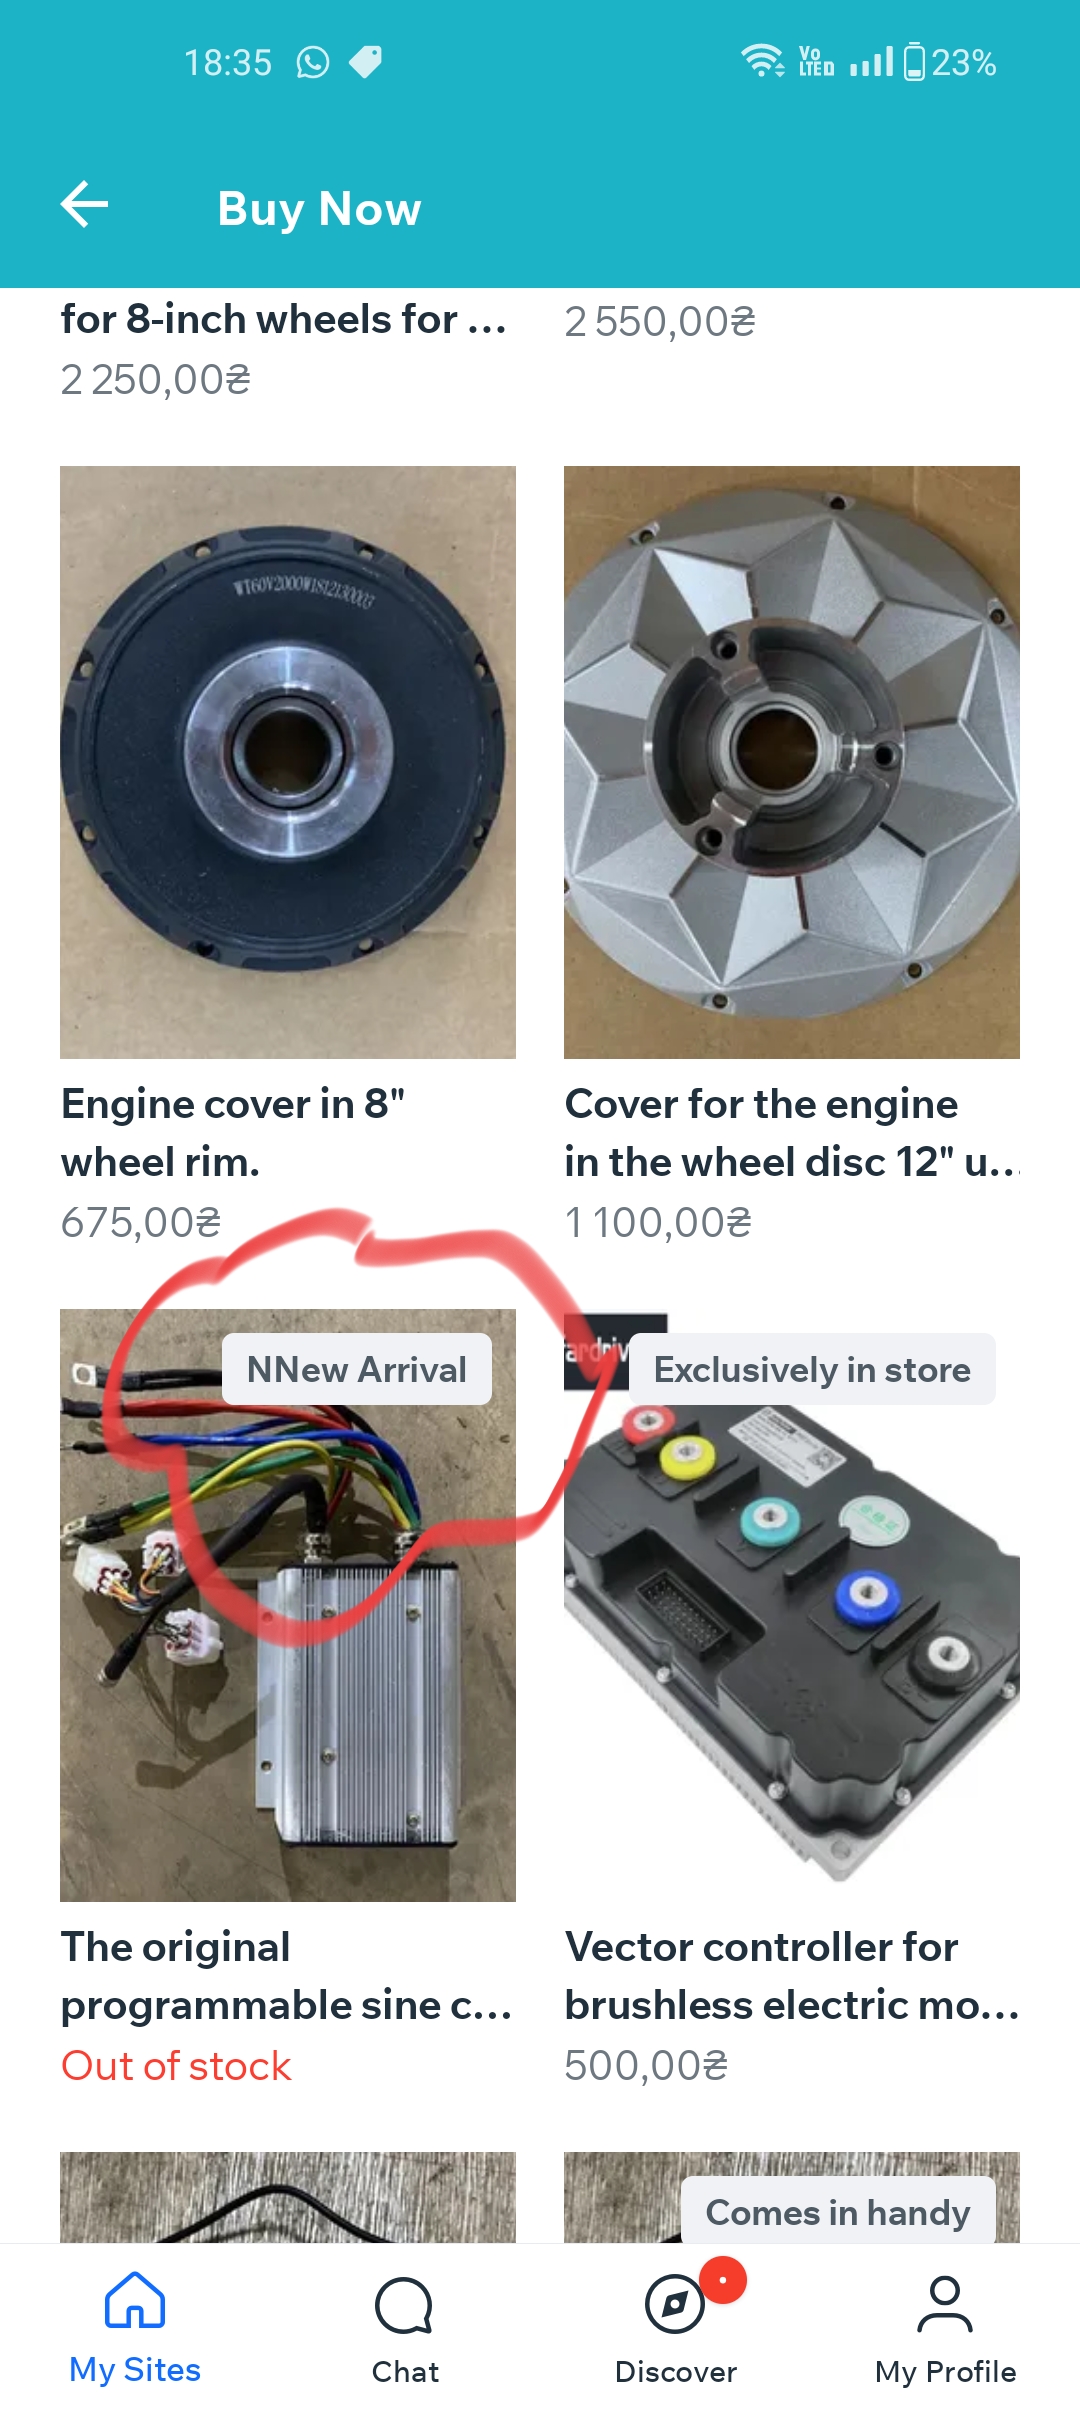 18:35
Vo LTED
23%
Buy Now
for 8-inch wheels for ...
2 550,00₴
2 250,00₴
WT60V2000W1812130003
Engine cover in 8"
wheel rim.
675,00₴
Cover for the engine
in the wheel disc 12" u...
1 100,00₴
NNew Arrival
ardriv
Exclusively in store
The original
programmable sine c...
Out of stock
Vector controller for
brushless electric mo...
500,00₴
Comes in handy
My Sites
Chat
Discover
My Profile